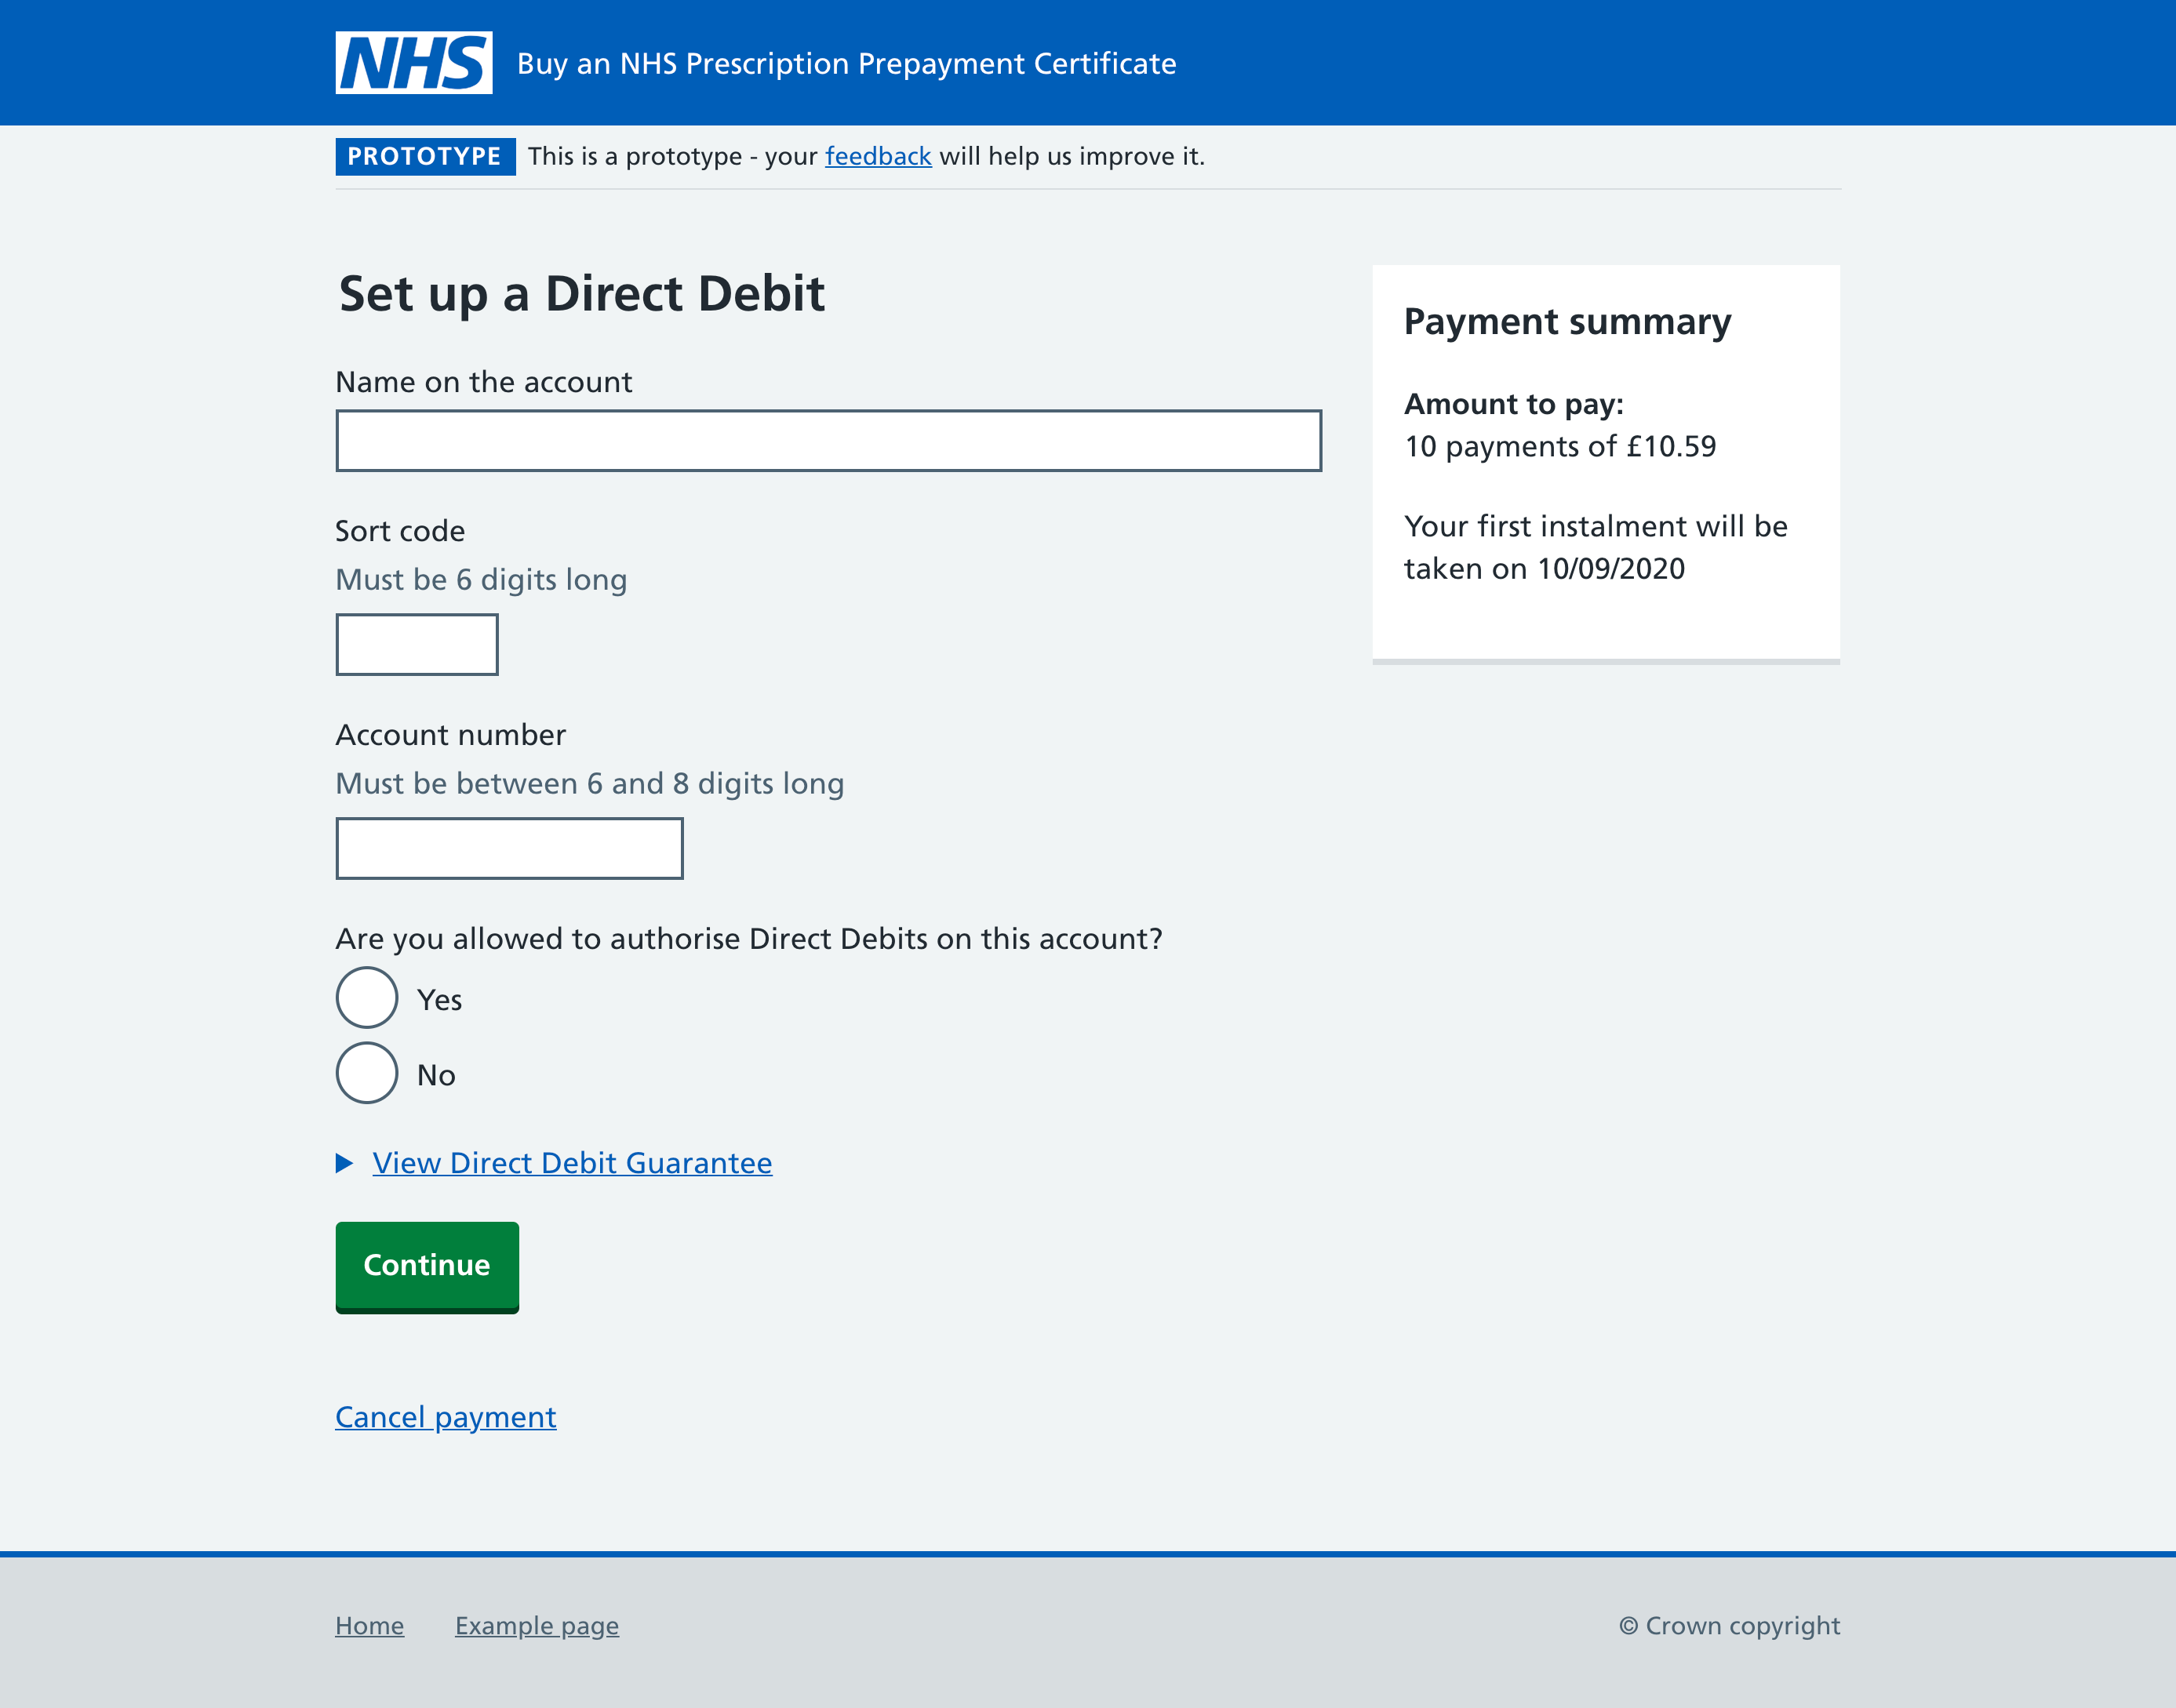 NHS Buy an NHS Prescription Prepayment Certificate
PROTOTYPE This is a prototype - your feedback will help us improve it.
Set up a Direct Debit
Name on the account
Sort code
Must be 6 digits long
Account number
Must be between 6 and 8 digits long
Are you allowed to authorise Direct Debits on this account?
Yes
No
View Direct Debit Guarantee
Continue
Cancel payment
Payment summary
Amount to pay:
10 payments of £10.59
Your first instalment will be
taken on 10/09/2020
Home Example page © Crown copyright